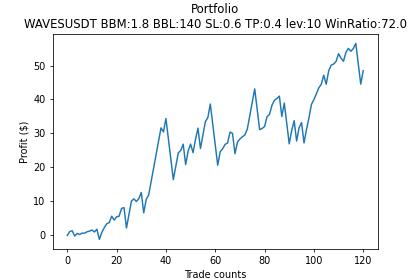 Portfolio
WAVESUSDT BBM:1.8 BBL:140 SL:0.6 TP:0.4 lev:10 WinRatio:72.0
Profit ($)
50
40
30
20
10
0
0 20 40 60 80 100 120
Trade counts